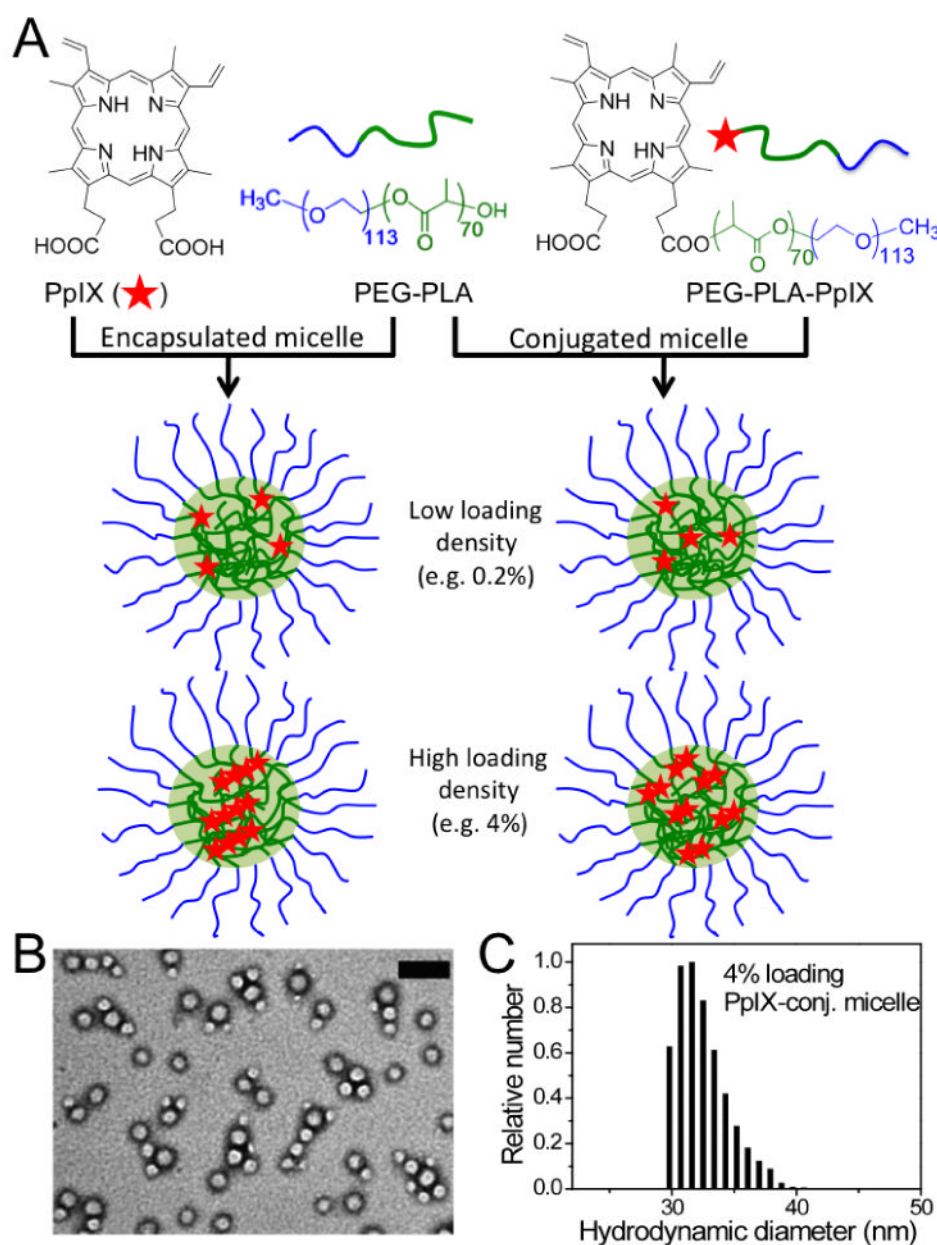 A
NH
N
N
HN
HOOC
COOH
PpIX (★)
H₃C
O
113
O
O
70
OH
PEG-PLA
NH
N
N
HN
HOOC
COO
O
O
70
O
113
CH₃
PEG-PLA-PpIX
Encapsulated micelle
Conjugated micelle
Low loading
density
(e.g. 0.2%)
High loading
density
(e.g. 4%)
B
C
4% loading
PpIX-conj. micelle
Relative number
1.0
0.8
0.6
0.4
0.2
0.0
30
40
50
Hydrodynamic diameter (nm)